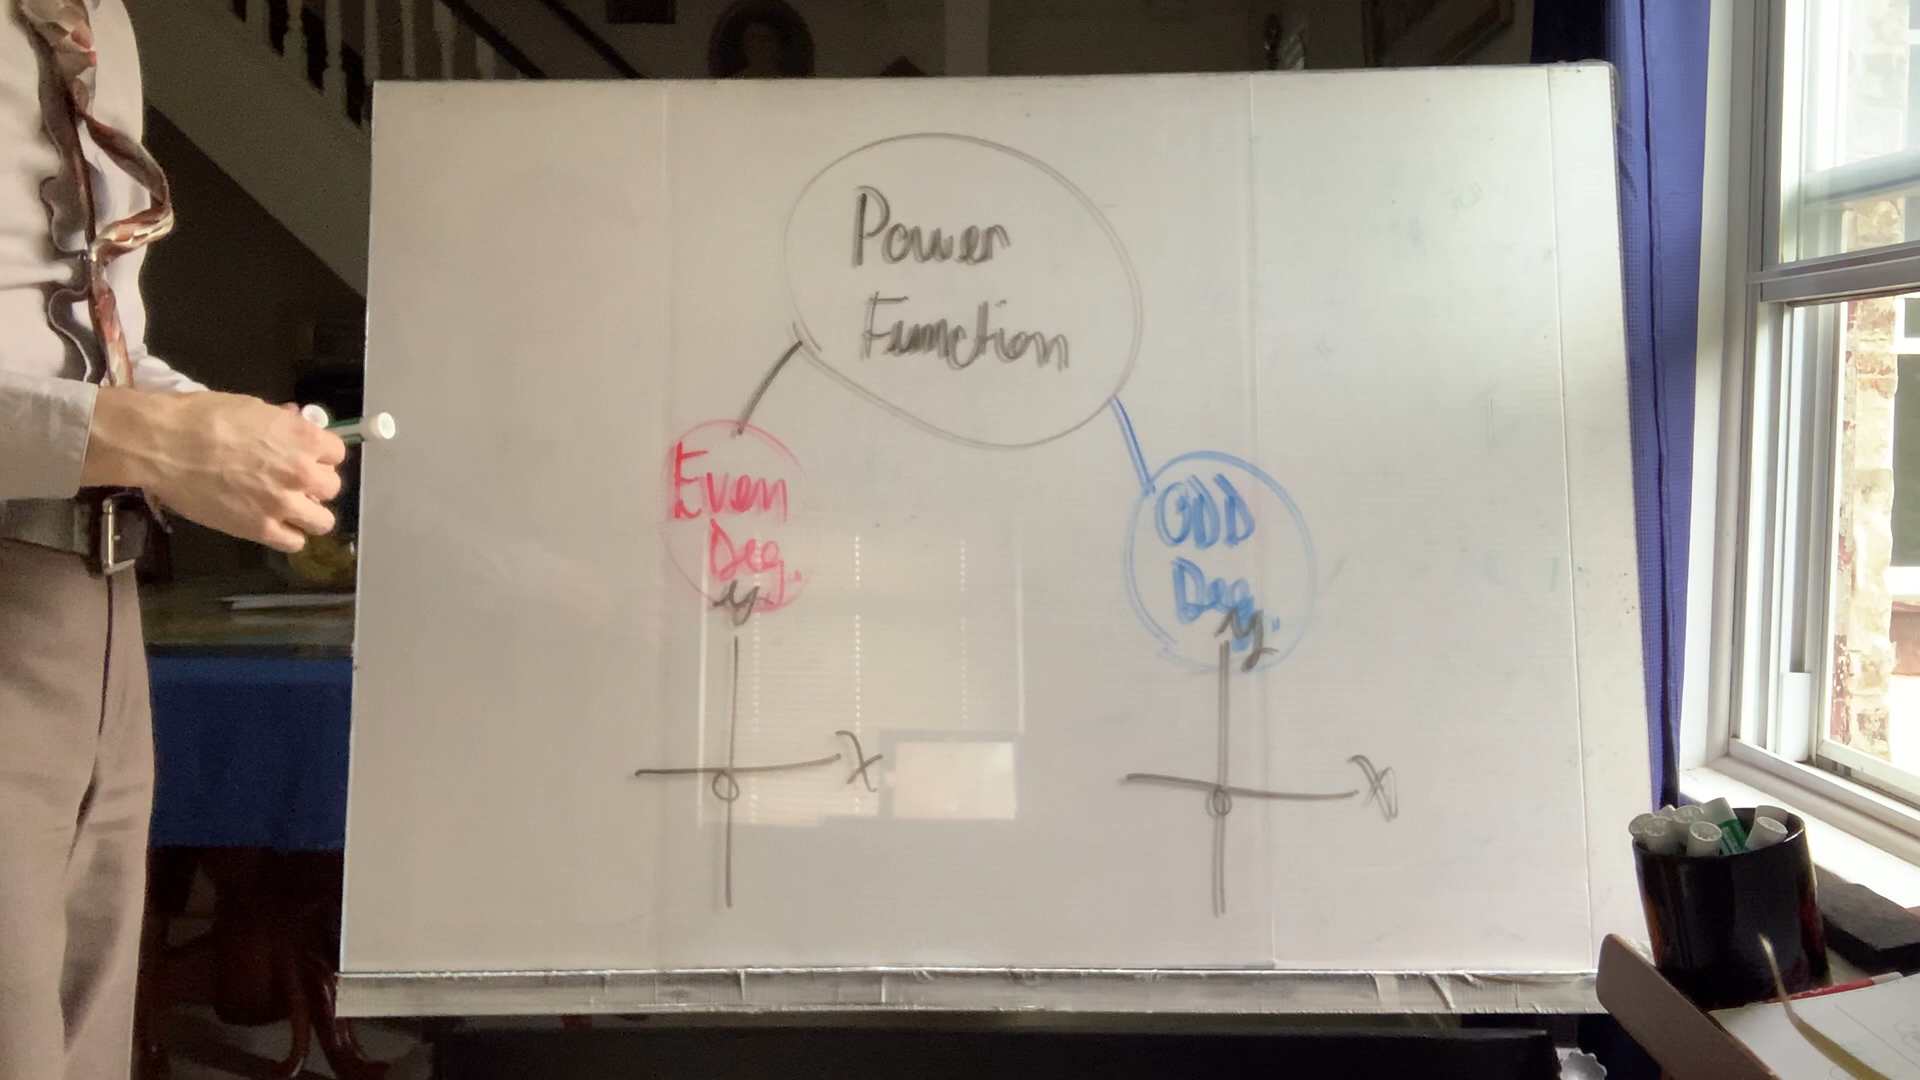 Power
Function
Even
Deg.
y
x
ODD
Deg.
y
x